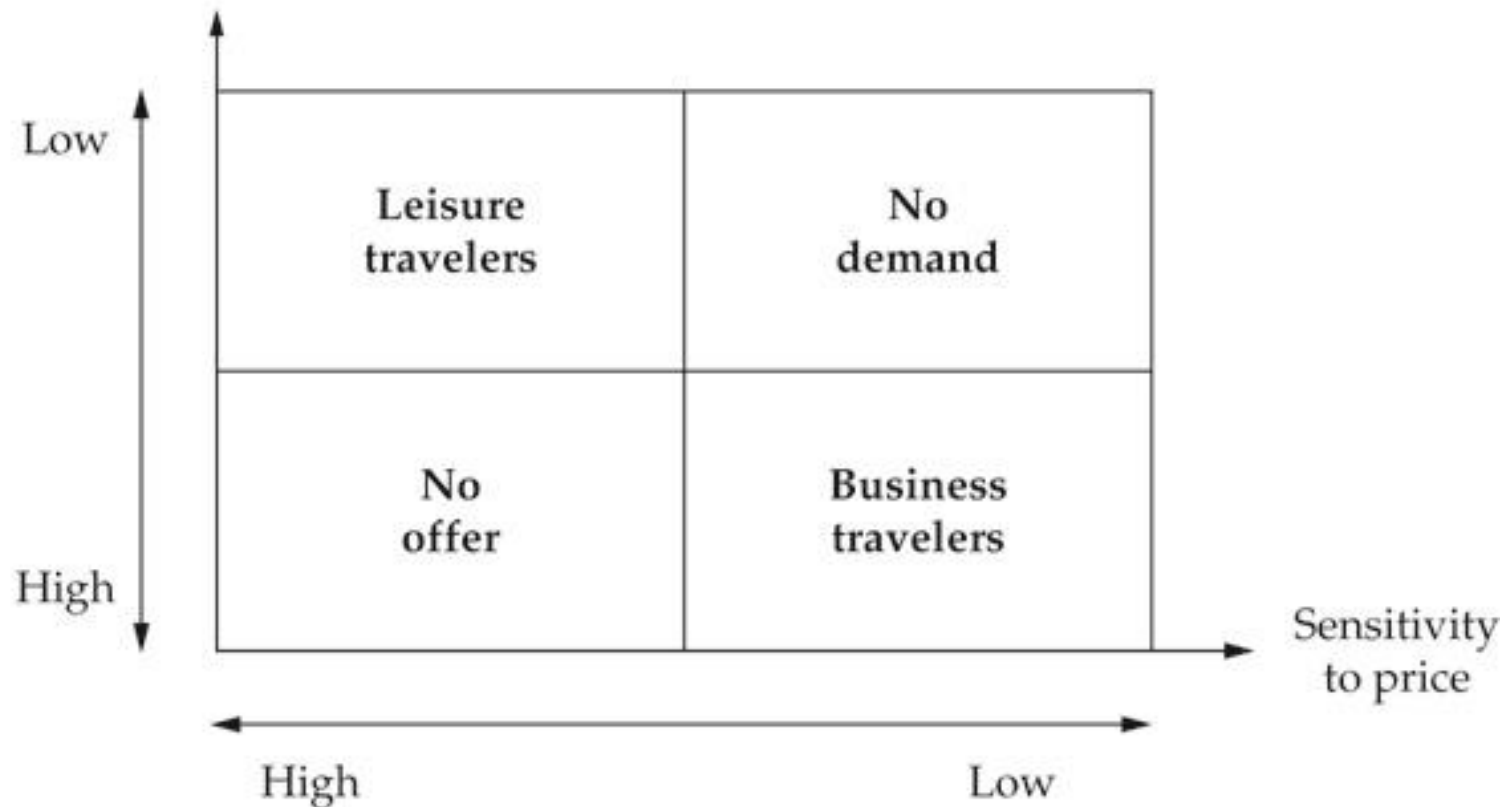 Low
Leisure
travelers
No
demand
No
offer
Business
travelers
High
Sensitivity
to price
High
Low